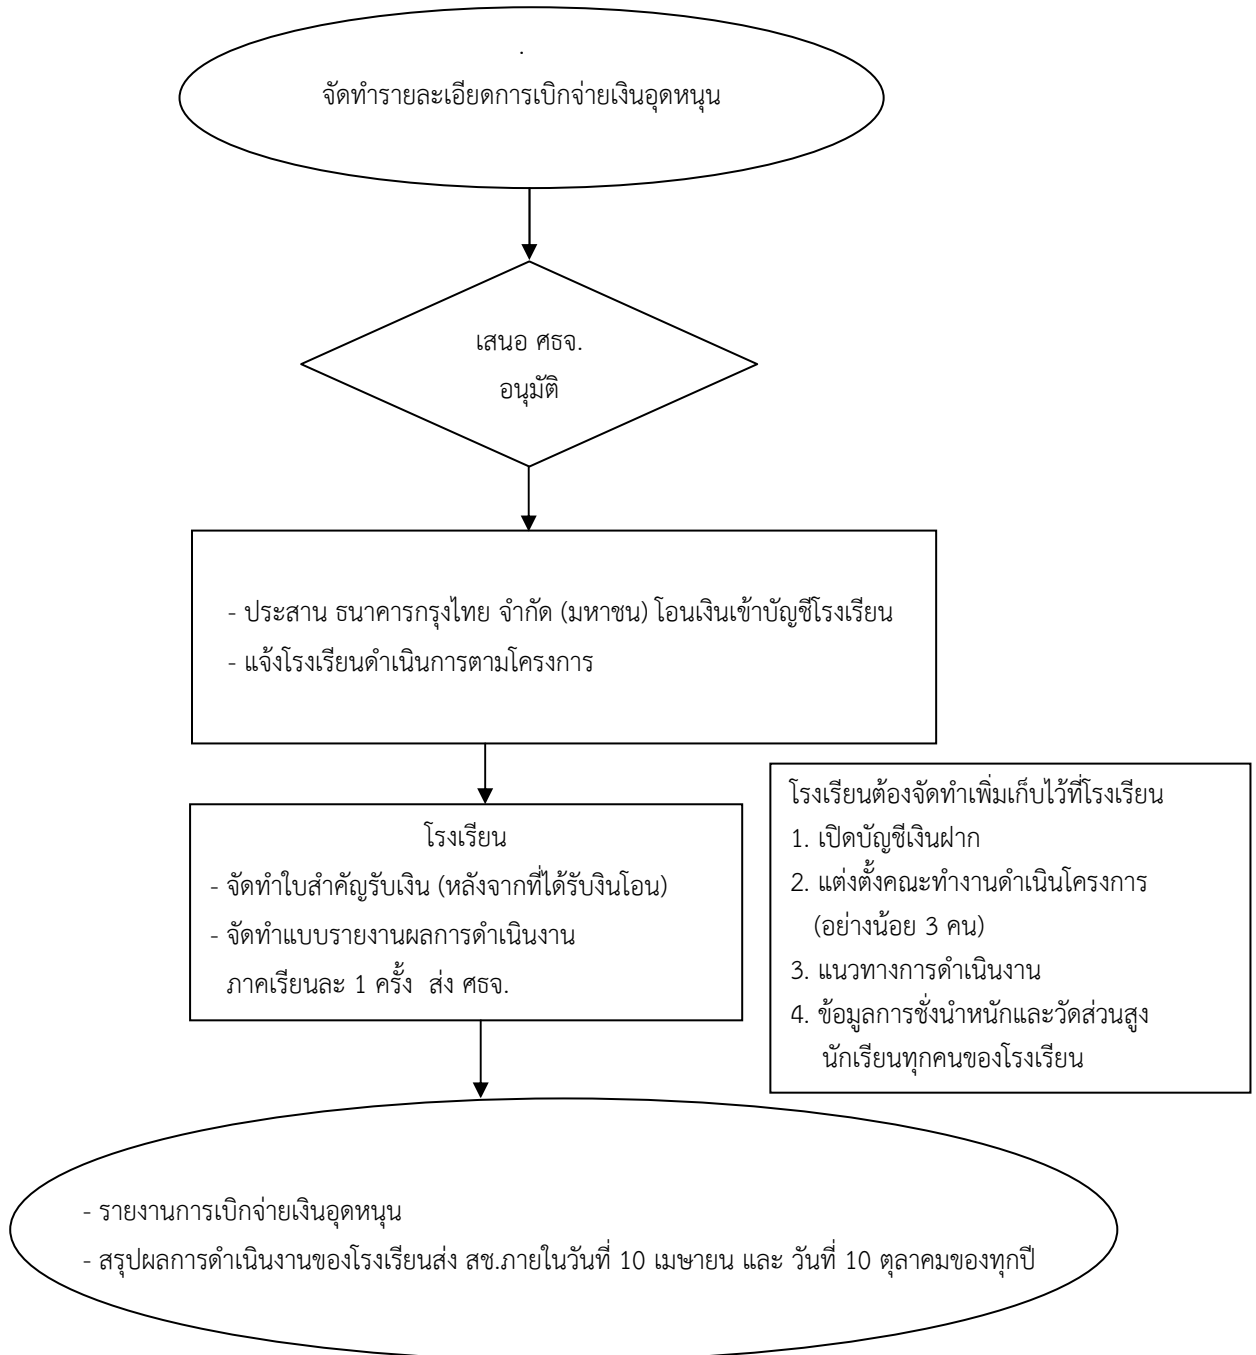 .
จัดทำรายละเอียดการเบิกจ่ายเงินอุดหนุน
เสนอ ศธจ.
อนุมัติ
- ประสาน ธนาคารกรุงไทย จำกัด (มหาชน) โอนเงินเข้าบัญชีโรงเรียน
- แจ้งโรงเรียนดำเนินการตามโครงการ
โรงเรียน
- จัดทำใบสำคัญรับเงิน (หลังจากที่ได้รับงินโอน)
- จัดทำแบบรายงานผลการดำเนินงาน
ภาคเรียนละ 1 ครั้ง ส่ง ศธจ.
โรงเรียนต้องจัดทำเพิ่มเก็บไว้ที่โรงเรียน
1. เปิดบัญชีเงินฝาก
2. แต่งตั้งคณะทำงานดำเนินโครงการ
(อย่างน้อย 3 คน)
3. แนวทางการดำเนินงาน
4. ข้อมูลการชั่งนำหนักและวัดส่วนสูง
นักเรียนทุกคนของโรงเรียน
- รายงานการเบิกจ่ายเงินอุดหนุน
- สรุปผลการดำเนินงานของโรงเรียนส่ง สช.ภายในวันที่ 10 เมษายน และ วันที่ 10 ตุลาคมของทุกปี